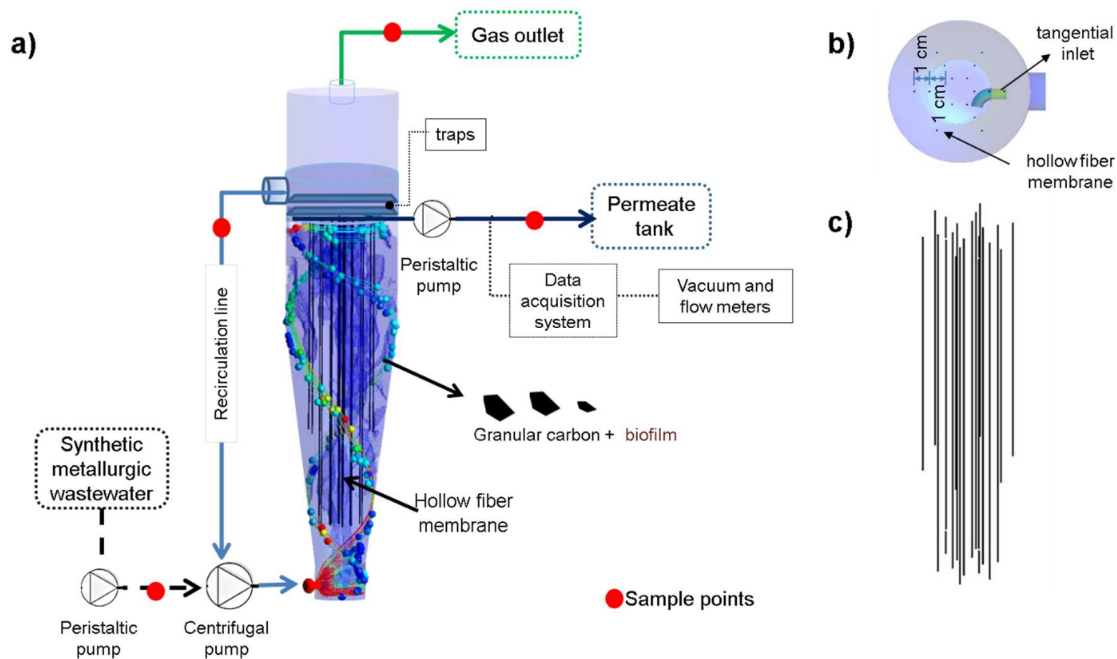 a)
Gas outlet
traps
Peristaltic
pump
Permeate
tank
Data
acquisition
system
Vacuum and
flow meters
Recirculation line
Granular carbon + biofilm
Synthetic
metallurgic
wastewater
Hollow fiber
membrane
Peristaltic
pump
Centrifugal
pump
Sample points
b)
tangential
inlet
1 cm
1 cm
hollow fiber
membrane
c)